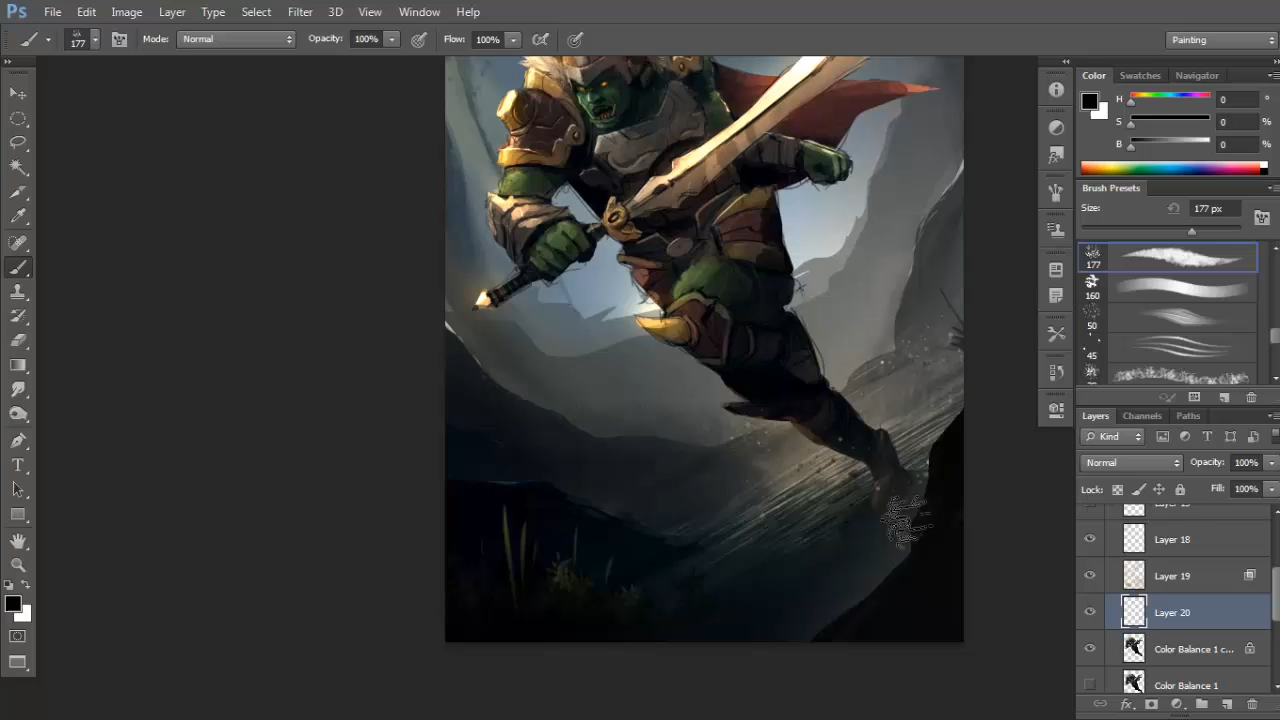 Ps File Edit Image Layer Type Select Filter 3D View Window Help
177 Mode: Normal Opacity: 100% Flow: 100% Painting
Color Swatches Navigator
H 0 °
S 0 %
B 0 %
Brush Presets
Size: 177 px
177
160
50
45
Layers Channels Paths
Kind
Normal Opacity: 100%
Lock: Fill: 100%
Layer 18
Layer 19
Layer 20
Color Balance 1 c...
Color Balance 1